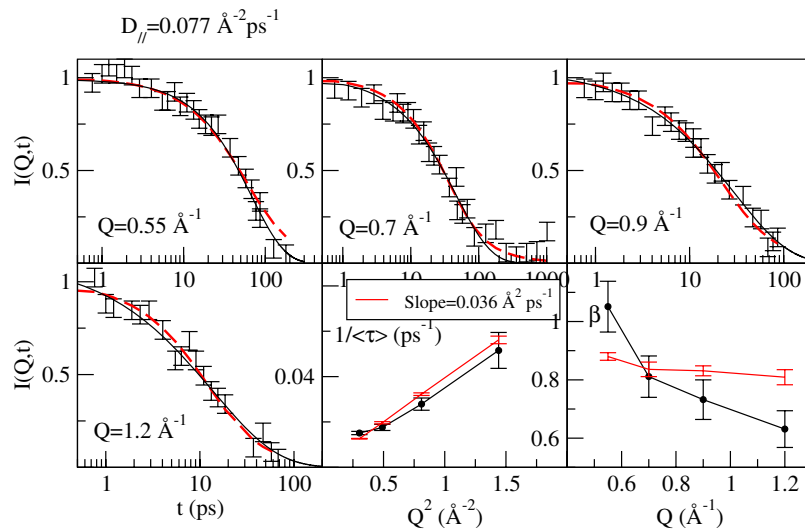 D//=0.077 Å-2ps-1
1
0.5
I(Q,t)
Q=0.55 Å-1
1 10 100
1
0.5
Q=0.7 Å-1
1 10 100 1000
1
0.5
Q=0.9 Å-1
1 10 100
1
0.5
I(Q,t)
Q=1.2 Å-1
1 10 100
t (ps)
Slope=0.036 Å2 ps-1
1/<τ> (ps-1)
0.04
0.5 1 1.5
Q2 (Å-2)
β
1
0.8
0.6
0.6 0.8 1 1.2
Q (Å-1)